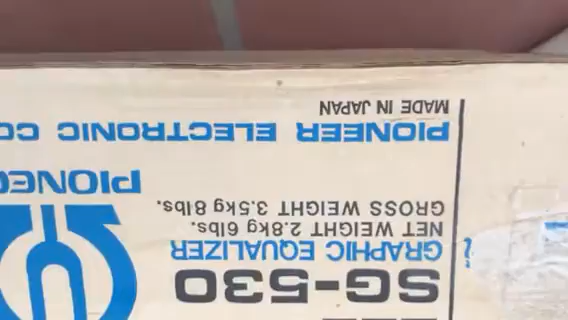 SG-530
GRAPHIC EQUALIZER
NET WEIGHT 2.8kg 6lbs.
GROSS WEIGHT 3.5kg 8lbs.
PIONEE
PIONEER ELECTRONIC CO
MADE IN JAPAN